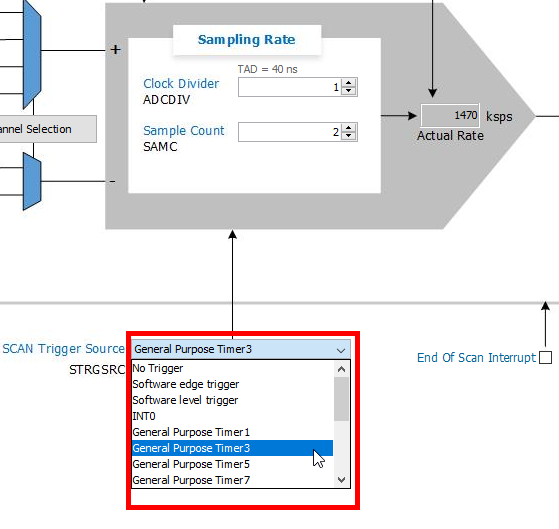 Sampling Rate
+
TAD = 40 ns
Clock Divider
1
ADCDIV
Sample Count
2
SAMC
1470 ksps
Actual Rate
annel Selection
-
SCAN Trigger Source
General Purpose Timer3
STRGSRC
End Of Scan Interrupt
No Trigger
Software edge trigger
Software level trigger
INT0
General Purpose Timer1
General Purpose Timer3
General Purpose Timer5
General Purpose Timer7